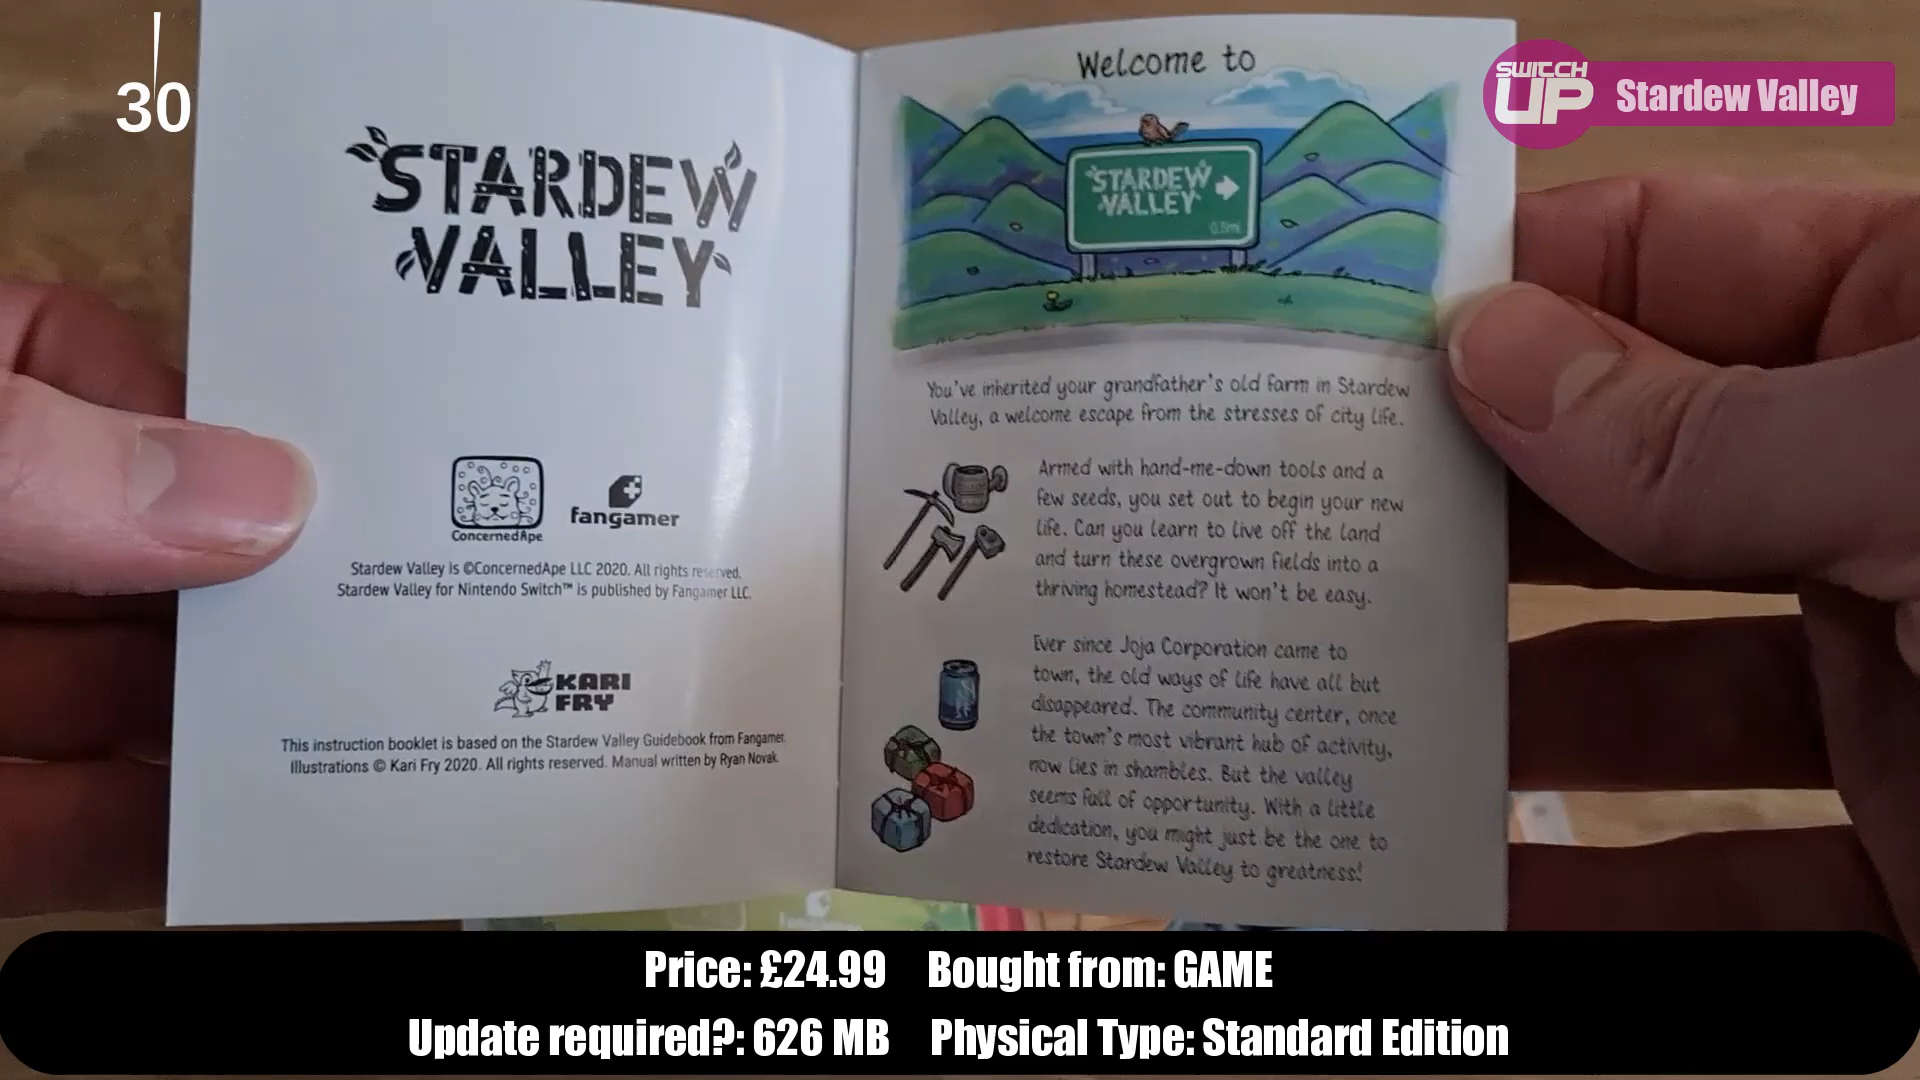 30
SWITCH
UP
Stardew Valley
STARDEW
VALLEY
ConcernedApe
fangamer
Stardew Valley is ©ConcernedApe LLC 2020. All rights reserved.
Stardew Valley for Nintendo Switch™ is published by Fangamer LLC.
KARI
FRY
This instruction booklet is based on the Stardew Valley Guidebook from Fangamer.
Illustrations © Kari Fry 2020. All rights reserved. Manual written by Ryan Novak.
Welcome to
STARDEW
VALLEY
0.5mi
You've inherited your grandfather's old farm in Stardew
Valley, a welcome escape from the stresses of city life.
Armed with hand-me-down tools and a
few seeds, you set out to begin your new
life. Can you learn to live off the land
and turn these overgrown fields into a
thriving homestead? It won't be easy.
Ever since Joja Corporation came to
town, the old ways of life have all but
disappeared. The community center, once
the town's most vibrant hub of activity,
now lies in shambles. But the valley
seems full of opportunity. With a little
dedication, you might just be the one to
restore Stardew Valley to greatness!
Price: £24.99 Bought from: GAME
Update required?: 626 MB Physical Type: Standard Edition